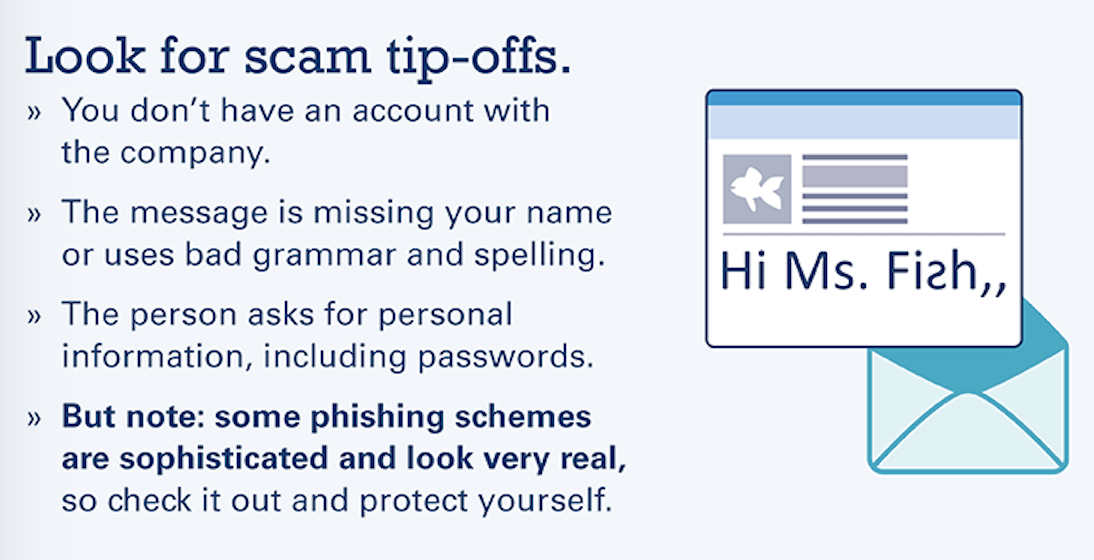 Look for scam tip-offs.
» You don’t have an account with
the company.
» The message is missing your name
or uses bad grammar and spelling.
» The person asks for personal
information, including passwords.
» But note: some phishing schemes
are sophisticated and look very real,
so check it out and protect yourself.
Hi Ms. Fish,,